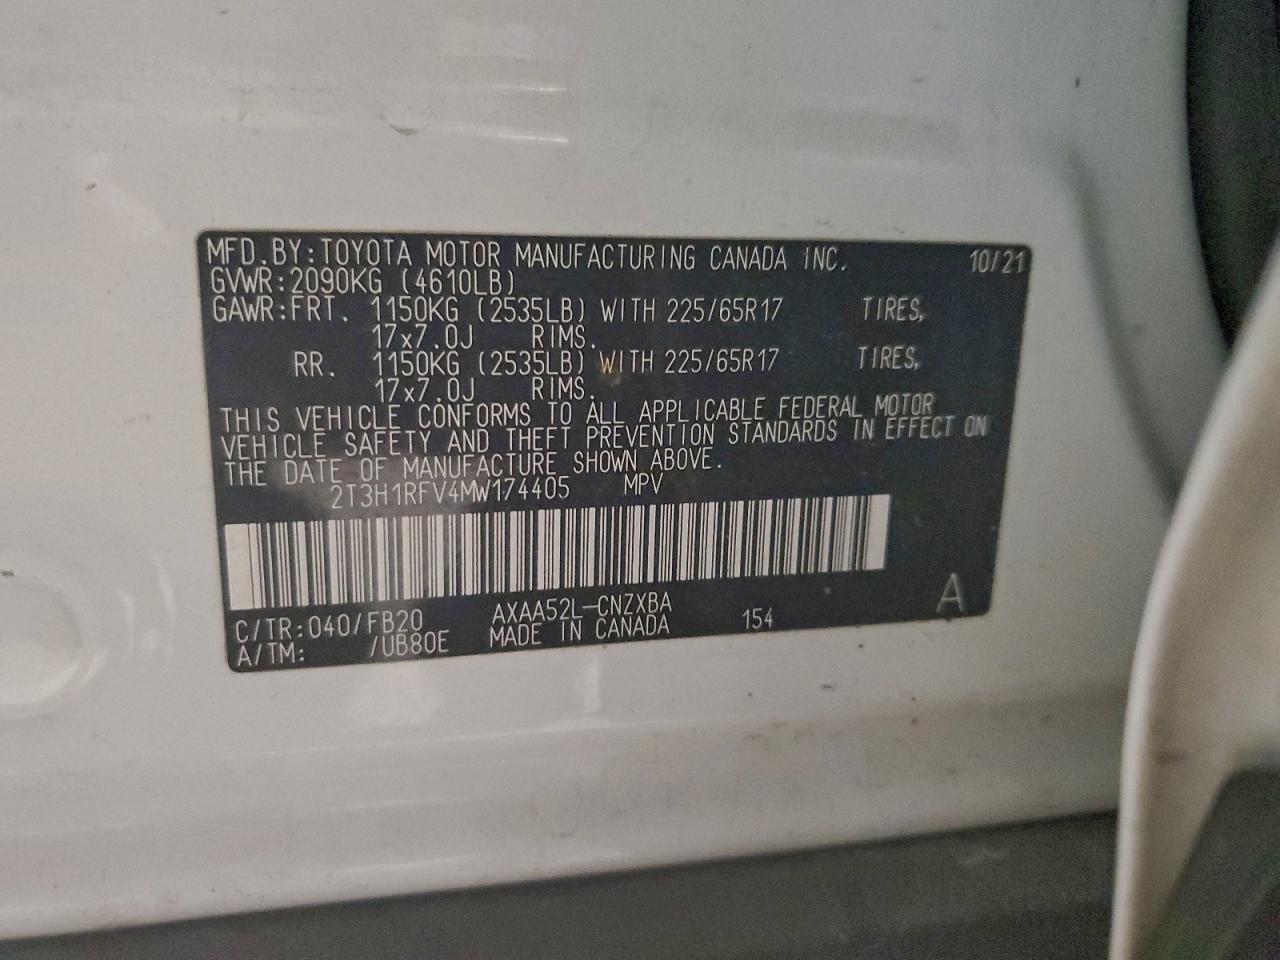 MFD.BY:TOYOTA MOTOR MANUFACTURING CANADA INC. 10/21
GVWR:2090KG (4610LB)
GAWR:FRT. 1150KG (2535LB) WITH 225/65R17 TIRES,
17x7.0J RIMS.
RR. 1150KG (2535LB) WITH 225/65R17 TIRES,
17x7.0J RIMS.
THIS VEHICLE CONFORMS TO ALL APPLICABLE FEDERAL MOTOR
VEHICLE SAFETY AND THEFT PREVENTION STANDARDS IN EFFECT ON
THE DATE OF MANUFACTURE SHOWN ABOVE.
2T3H1RFV4MW174405 MPV
C/TR:040/FB20 AXAA52L-CNZXBA 154 A
A/TM: /UB80E MADE IN CANADA